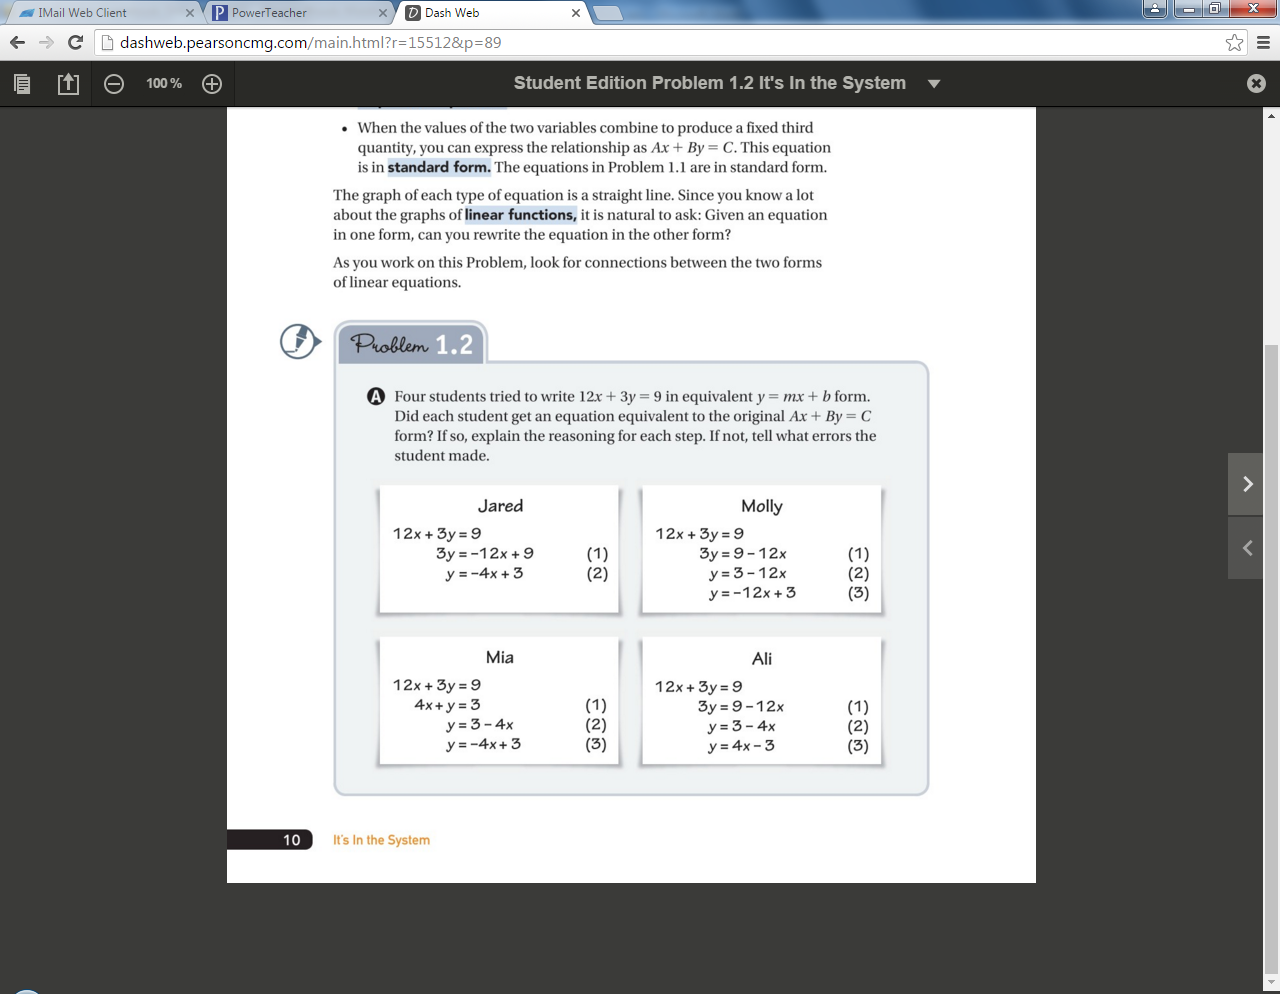 IMail Web Client
PowerTeacher
Dash Web
dashweb.pearsoncmg.com/main.html?r=15512&p=89
100 %
Student Edition Problem 1.2 It's In the System
• When the values of the two variables combine to produce a fixed third
quantity, you can express the relationship as Ax + By = C. This equation
is in standard form. The equations in Problem 1.1 are in standard form.
The graph of each type of equation is a straight line. Since you know a lot
about the graphs of linear functions, it is natural to ask: Given an equation
in one form, can you rewrite the equation in the other form?
As you work on this Problem, look for connections between the two forms
of linear equations.
Problem 1.2
A Four students tried to write 12x + 3y = 9 in equivalent y = mx + b form.
Did each student get an equation equivalent to the original Ax + By = C
form? If so, explain the reasoning for each step. If not, tell what errors the
student made.
Jared
12x + 3y = 9
3y = -12x + 9 (1)
y = -4x + 3 (2)
Molly
12x + 3y = 9
3y = 9 - 12x (1)
y = 3 - 12x (2)
y = -12x + 3 (3)
Mia
12x + 3y = 9
4x + y = 3 (1)
y = 3 - 4x (2)
y = -4x + 3 (3)
Ali
12x + 3y = 9
3y = 9 - 12x (1)
y = 3 - 4x (2)
y = 4x - 3 (3)
10 It's In the System